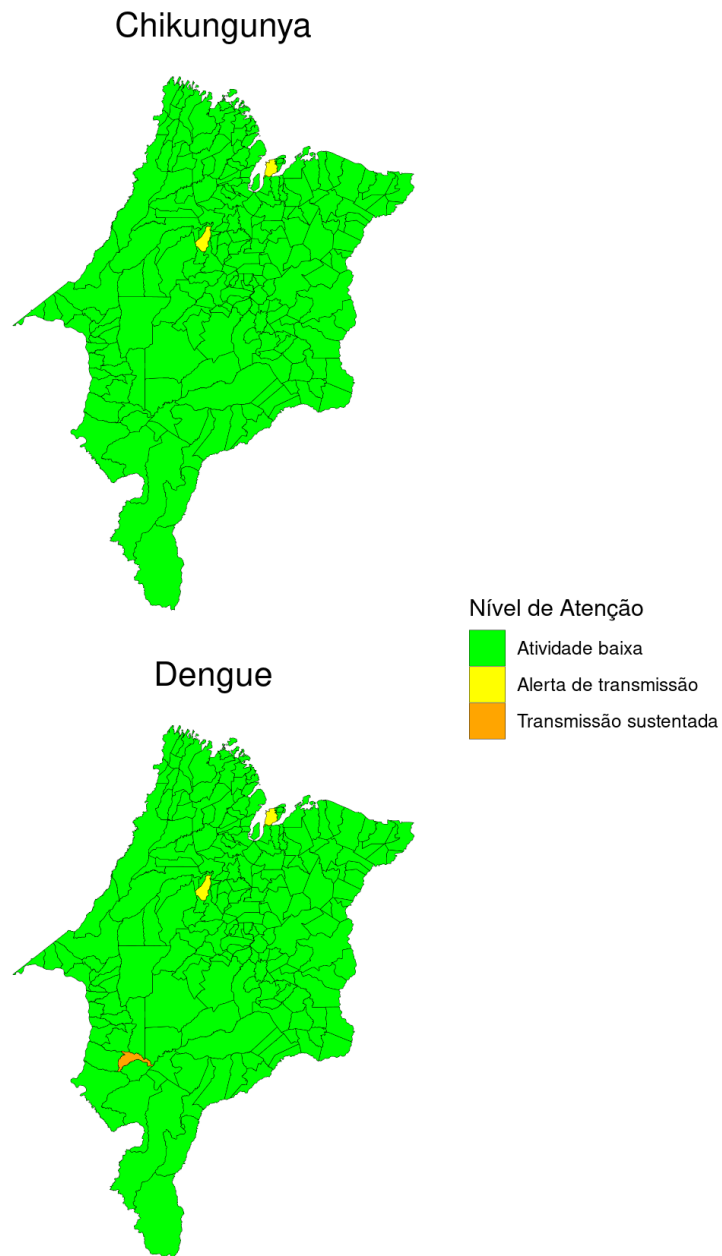 Chikungunya
Nível de Atenção
Atividade baixa
Alerta de transmissão
Transmissão sustentada
Dengue